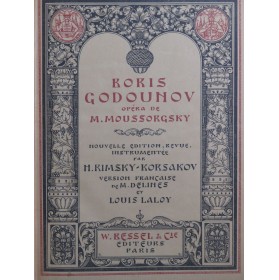 BORIS
GODOUNOV
OPÉRA DE
M. MOUSSORGSKY
NOUVELLE ÉDITION, REVUE,
INSTRUMENTÉE
PAR
N. RIMSKY-KORSAKOV
VERSION FRANÇAISE
DE M. DELINES
ET
LOUIS LALOY
W. BESSEL & Cie
ÉDITEURS
PARIS